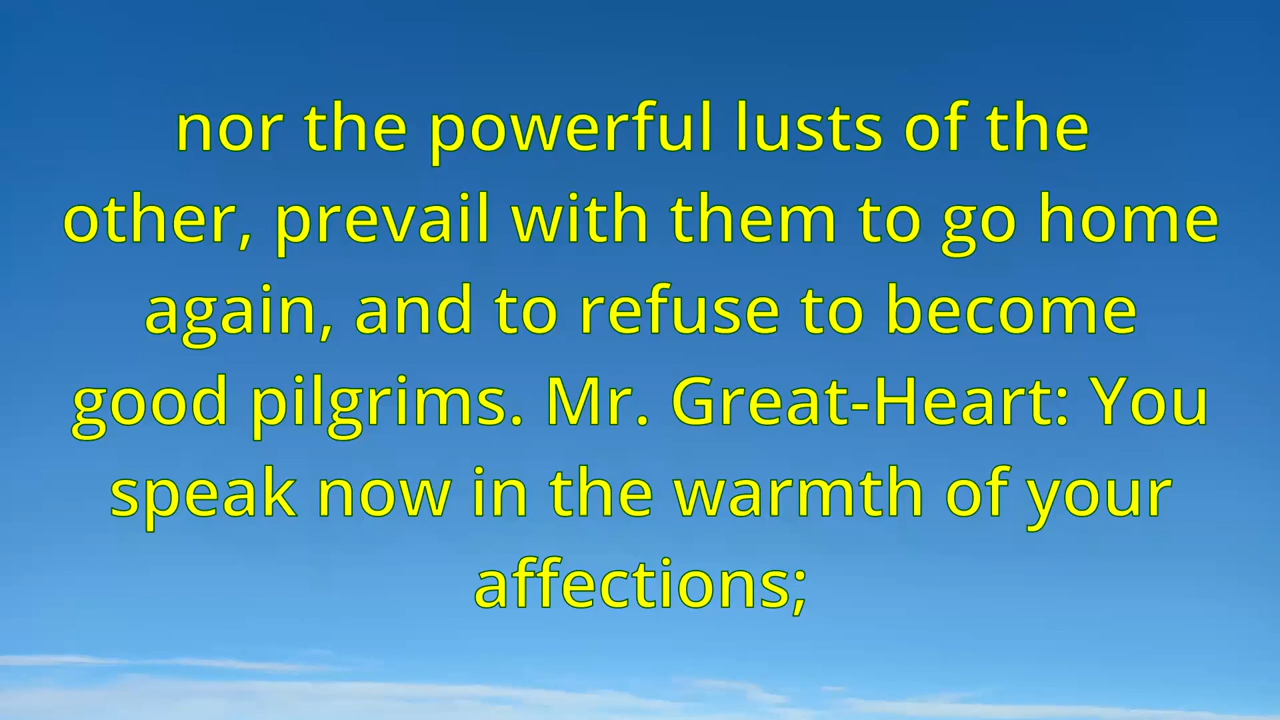 nor the powerful lusts of the
other, prevail with them to go home
again, and to refuse to become
good pilgrims. Mr. Great-Heart: You
speak now in the warmth of your
affections;